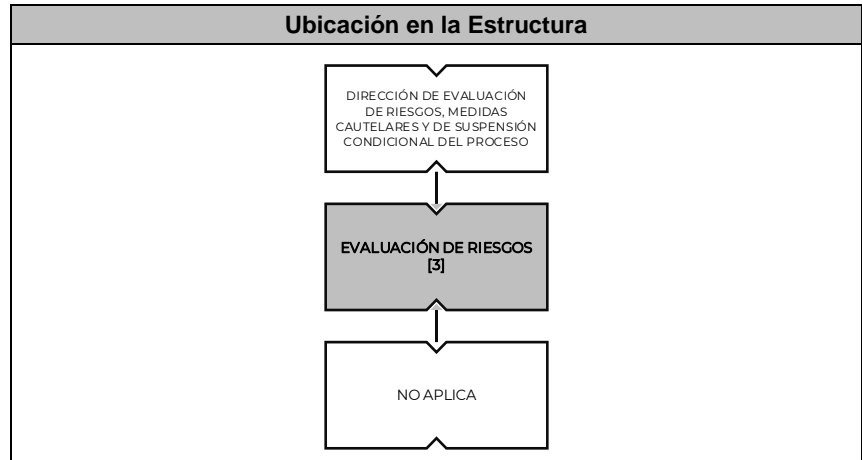 Ubicación en la Estructura
DIRECCIÓN DE EVALUACIÓN
DE RIESGOS, MEDIDAS
CAUTELARES Y DE SUSPENSIÓN
CONDICIONAL DEL PROCESO
EVALUACIÓN DE RIESGOS
[3]
NO APLICA